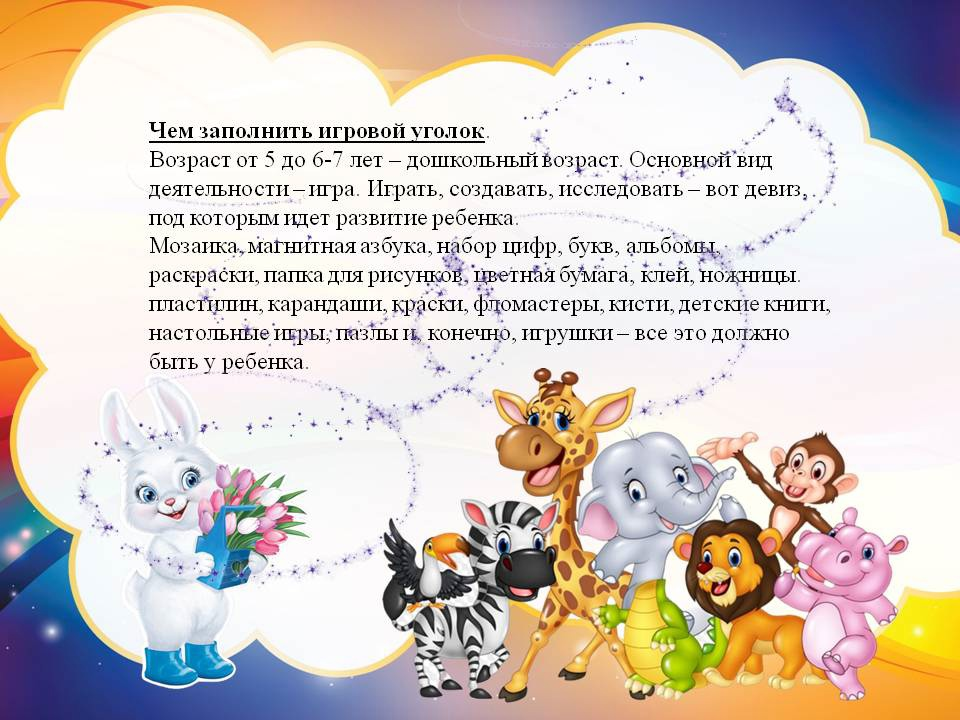 Чем заполнить игровой уголок.
Возраст от 5 до 6-7 лет – дошкольный возраст. Основной вид
деятельности – игра. Играть, создавать, исследовать – вот девиз,
под которым идет развитие ребенка.
Мозаика, магнитная азбука, набор цифр, букв, альбомы,
раскраски, папка для рисунков, цветная бумага, клей, ножницы.
пластилин, карандаши, краски, фломастеры, кисти, детские книги,
настольные игры, пазлы и, конечно, игрушки – все это должно
быть у ребенка.